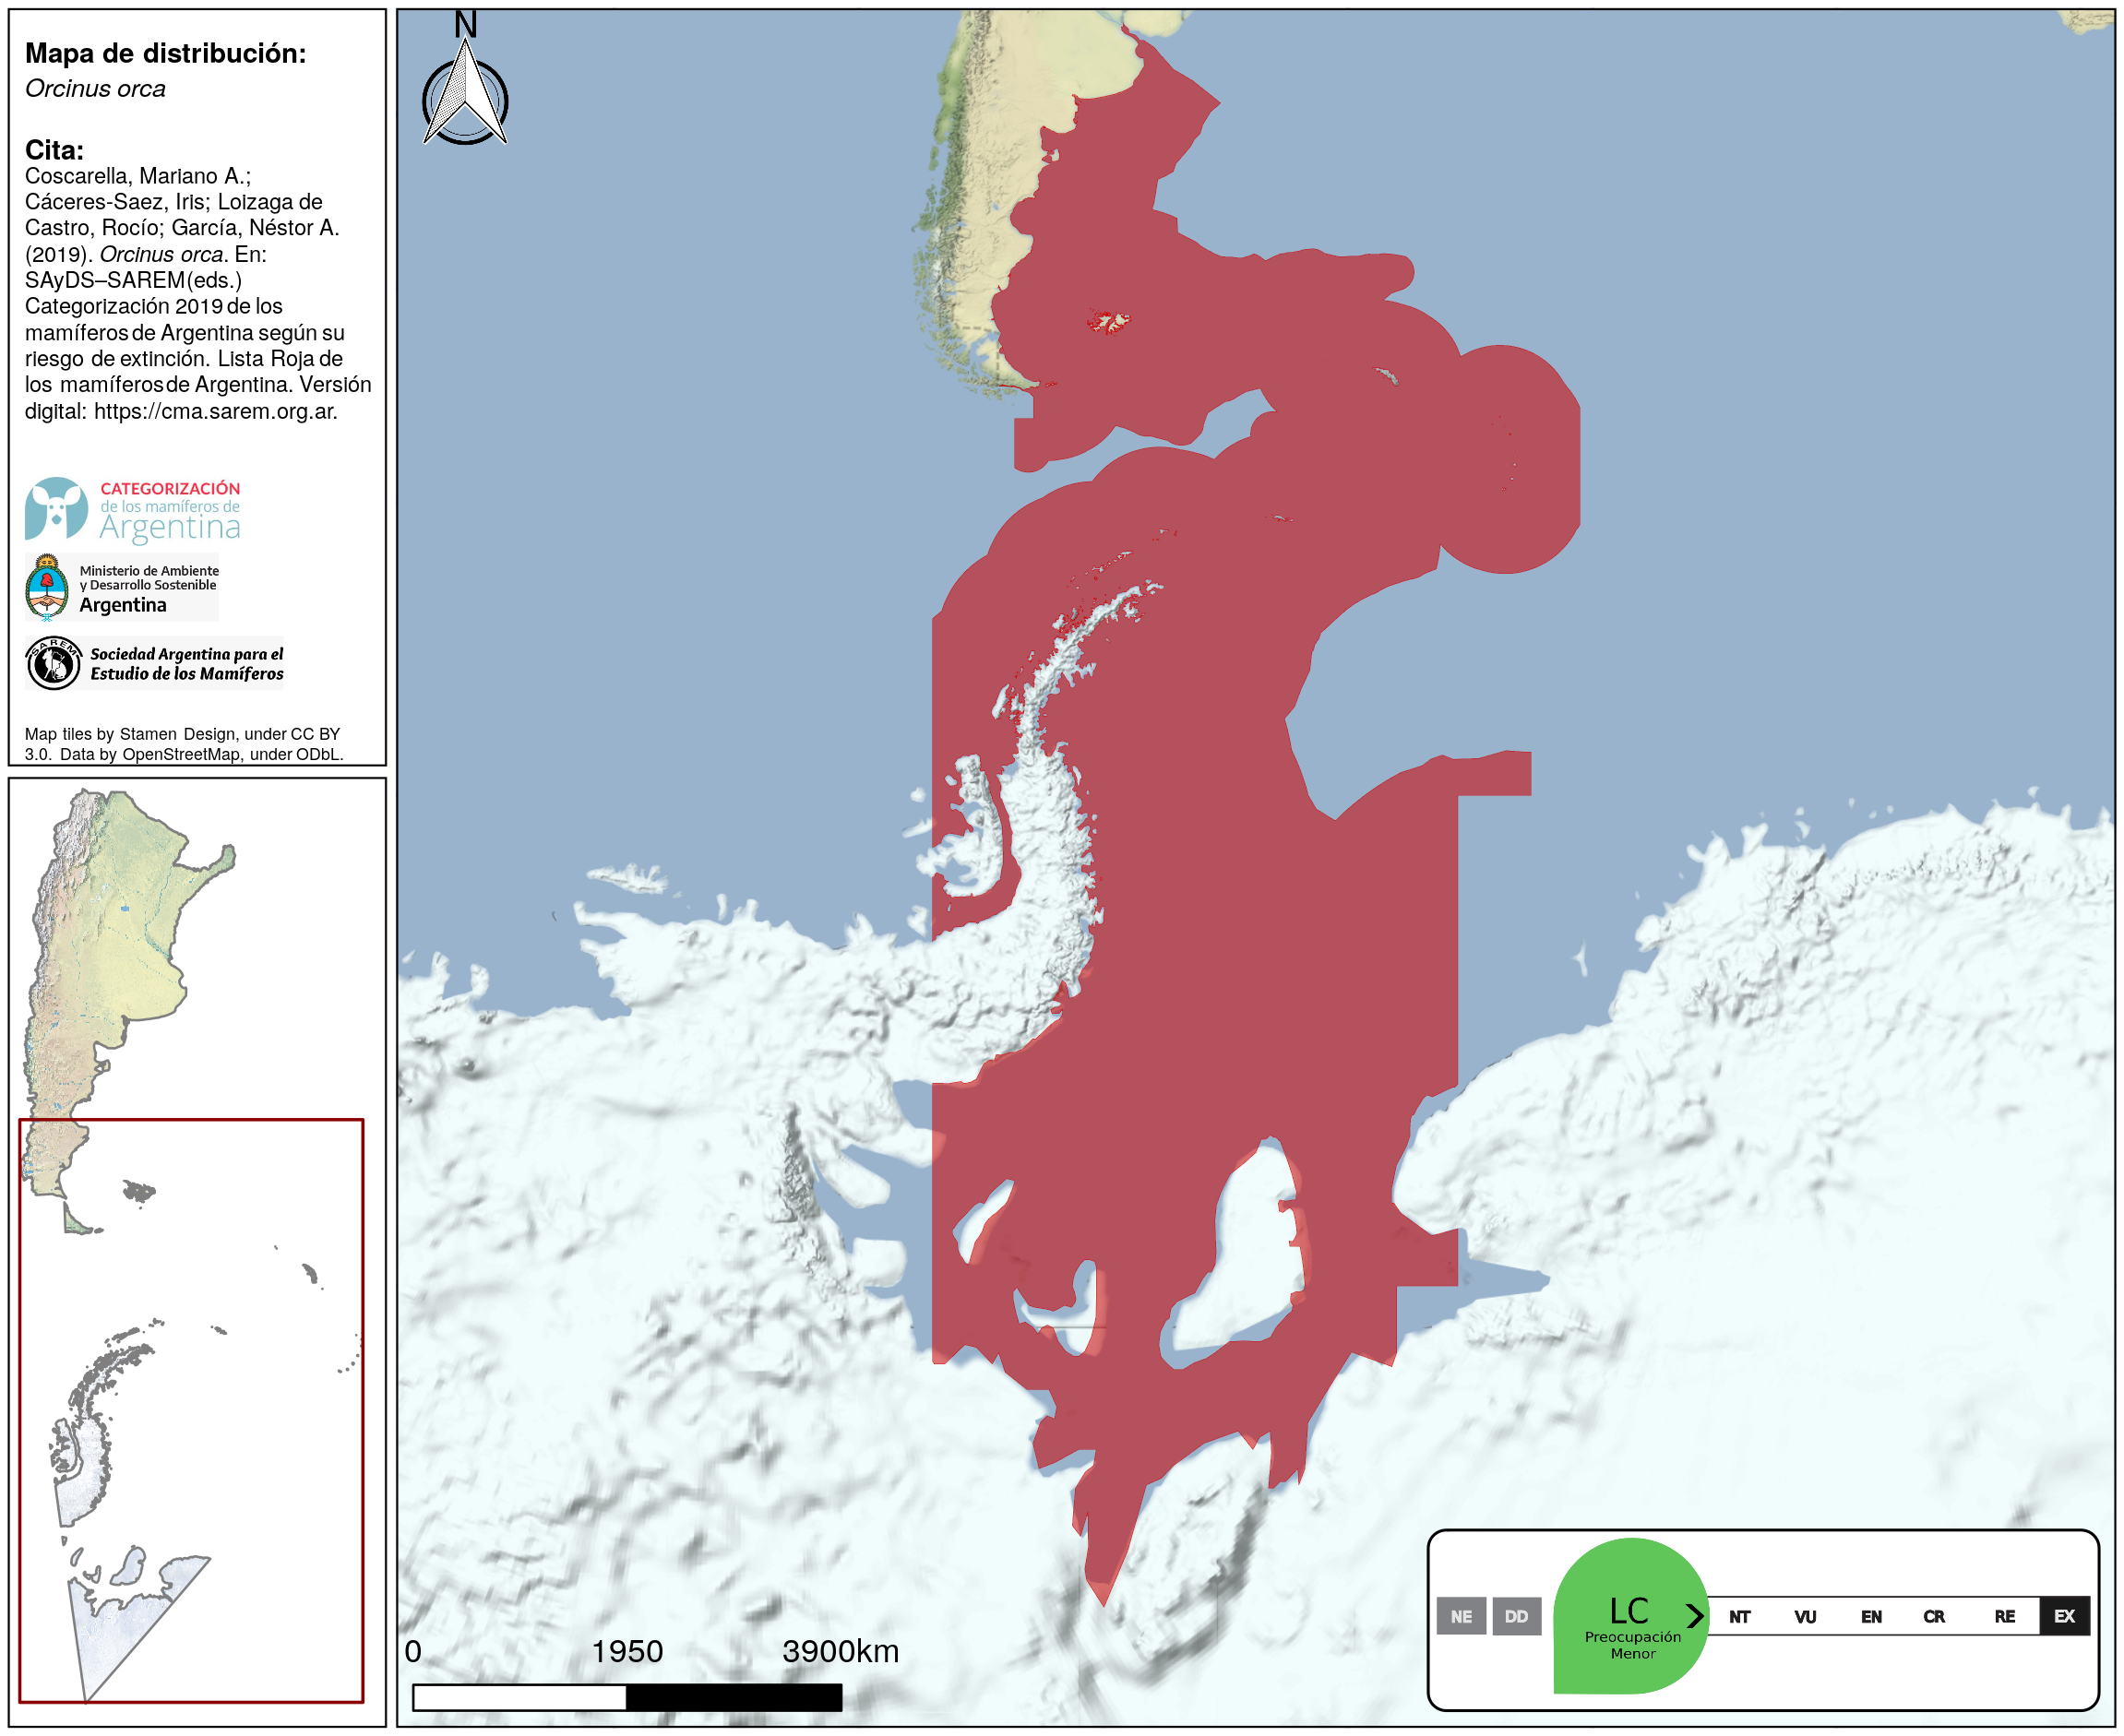 Mapa de distribución:
Orcinus orca
Cita:
Coscarella, Mariano A.;
Cáceres-Saez, Iris; Loizaga de
Castro, Rocío; García, Néstor A.
(2019). Orcinus orca. En:
SAyDS–SAREM(eds.)
Categorización 2019 de los
mamíferos de Argentina según su
riesgo de extinción. Lista Roja de
los mamíferos de Argentina. Versión
digital: https://cma.sarem.org.ar.
CATEGORIZACIÓN
de los mamíferos de
Argentina
Ministerio de Ambiente
y Desarrollo Sostenible
Argentina
SAREM
Sociedad Argentina para el
Estudio de los Mamíferos
Map tiles by Stamen Design, under CC BY
3.0. Data by OpenStreetMap, under ODbL.
N
0 1950 3900km
NE DD LC > NT VU EN CR RE EX
Preocupación
Menor